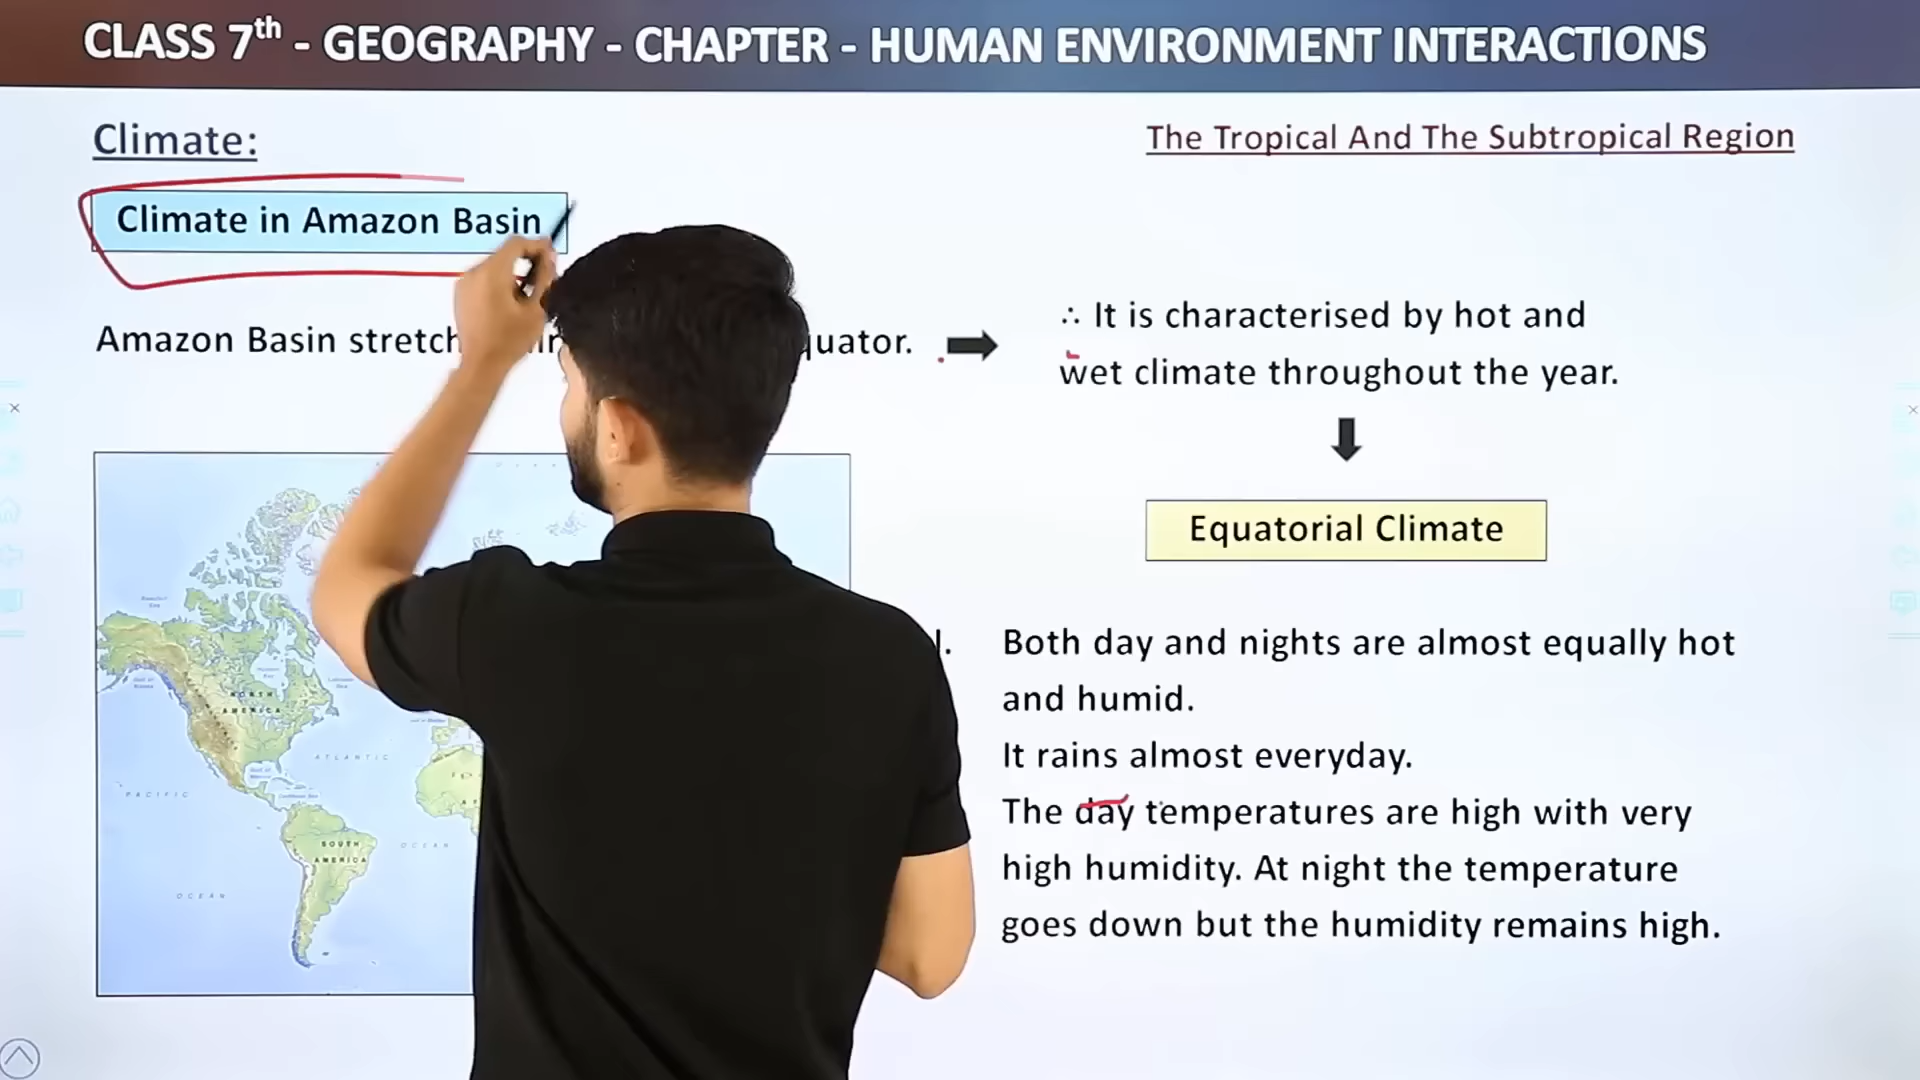 CLASS 7th - GEOGRAPHY - CHAPTER - HUMAN ENVIRONMENT INTERACTIONS
Climate:
The Tropical And The Subtropical Region
Climate in Amazon Basin
Amazon Basin
∴ It is characterised by hot and
wet climate throughout the year.
Equatorial Climate
Both day and nights are almost equally hot
and humid.
It rains almost everyday.
The day temperatures are high with very
high humidity. At night the temperature
goes down but the humidity remains high.
NORTH
AMERICA
ATLANTIC
PACIFIC
OCEAN
SOUTH
AMERICA
OCEAN